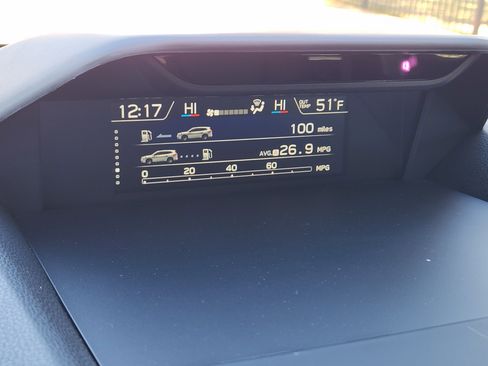 12:17 HI HI OUT TEMP 51°F
100 miles
AVG. 26.9 MPG
0 20 40 60 MPG